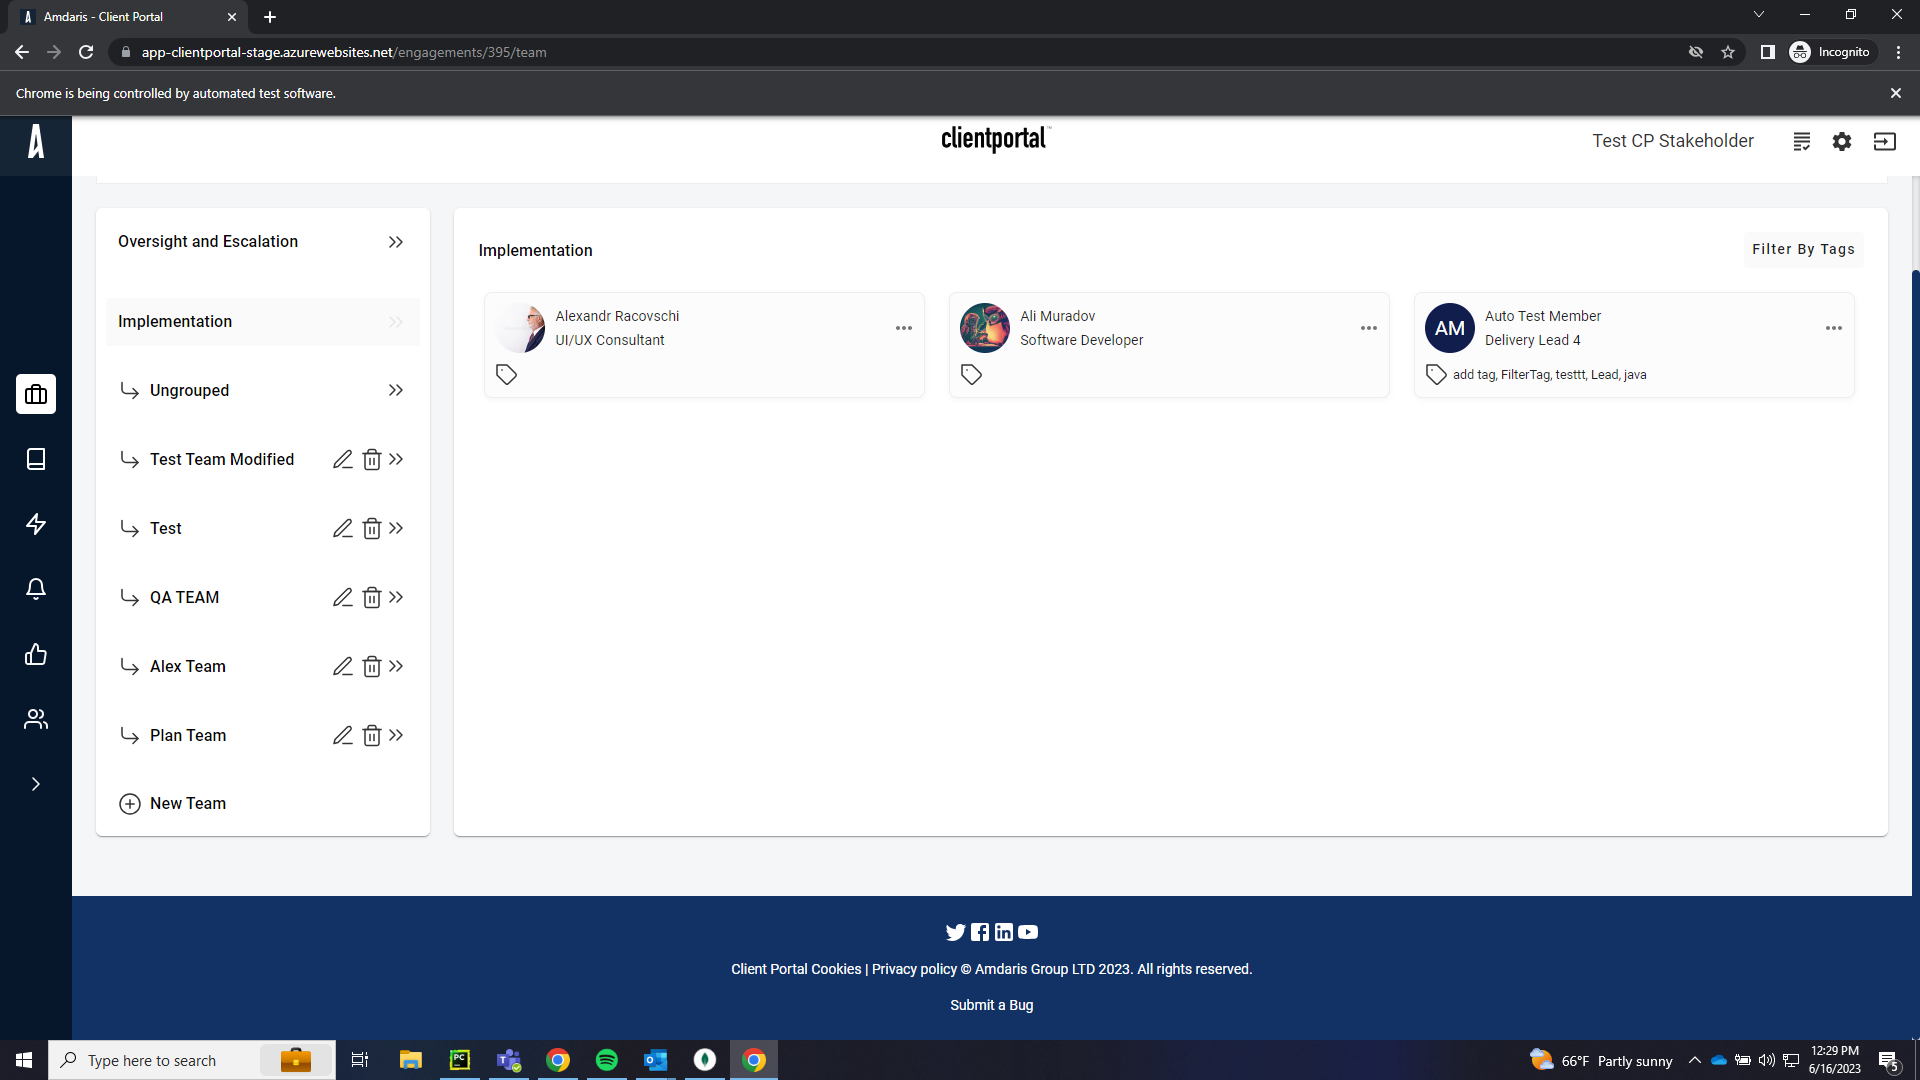 Amdaris - Client Portal
app-clientportal-stage.azurewebsites.net/engagements/395/team
Incognito
Chrome is being controlled by automated test software.
clientportal
Test CP Stakeholder
Oversight and Escalation
Implementation
Ungrouped
Test Team Modified
Test
QA TEAM
Alex Team
Plan Team
New Team
Implementation
Filter By Tags
Alexandr Racovschi
UI/UX Consultant
Ali Muradov
Software Developer
AM
Auto Test Member
Delivery Lead 4
add tag, FilterTag, testtt, Lead, java
Client Portal Cookies | Privacy policy © Amdaris Group LTD 2023. All rights reserved.
Submit a Bug
Type here to search
66°F Partly sunny
12:29 PM
6/16/2023
5